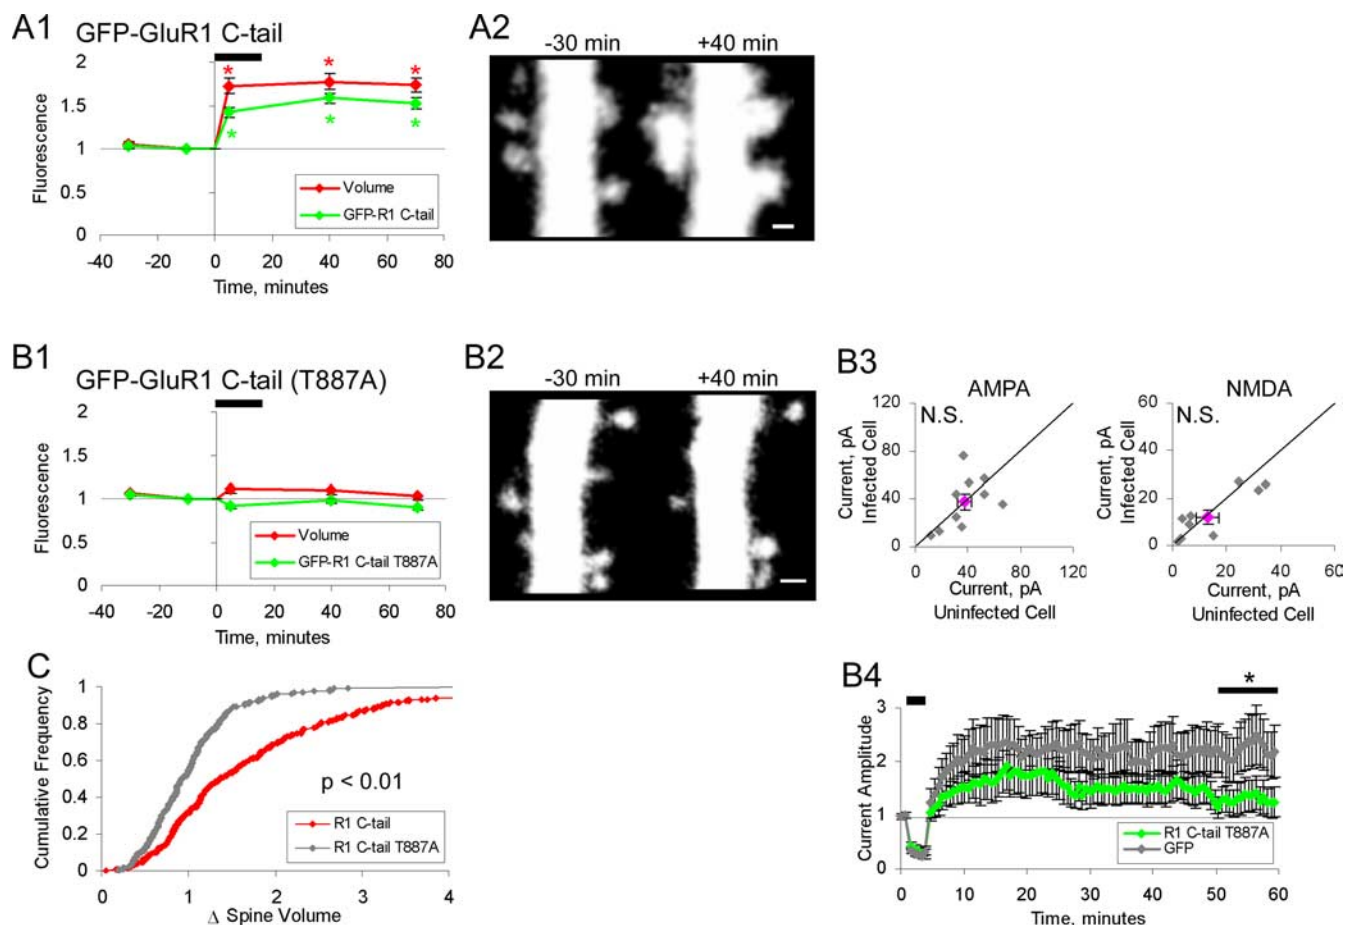 A1 GFP-GluR1 C-tail
Fluorescence
2
1.5
1
0.5
0
* * *
* * *
Volume
GFP-R1 C-tail
-40 -20 0 20 40 60 80
Time, minutes
A2
-30 min +40 min
B1 GFP-GluR1 C-tail (T887A)
Fluorescence
2
1.5
1
0.5
0
Volume
GFP-R1 C-tail T887A
-40 -20 0 20 40 60 80
Time, minutes
B2
-30 min +40 min
B3
AMPA
N.S.
Current, pA
Infected Cell
120
80
40
0
0 40 80 120
Current, pA
Uninfected Cell
NMDA
N.S.
Current, pA
Infected Cell
60
40
20
0
0 20 40 60
Current, pA
Uninfected Cell
C
Cumulative Frequency
1
0.8
0.6
0.4
0.2
0
p < 0.01
R1 C-tail
R1 C-tail T887A
0 1 2 3 4
Δ Spine Volume
B4
*
Current Amplitude
3
2
1
0
R1 C-tail T887A
GFP
0 10 20 30 40 50 60
Time, minutes